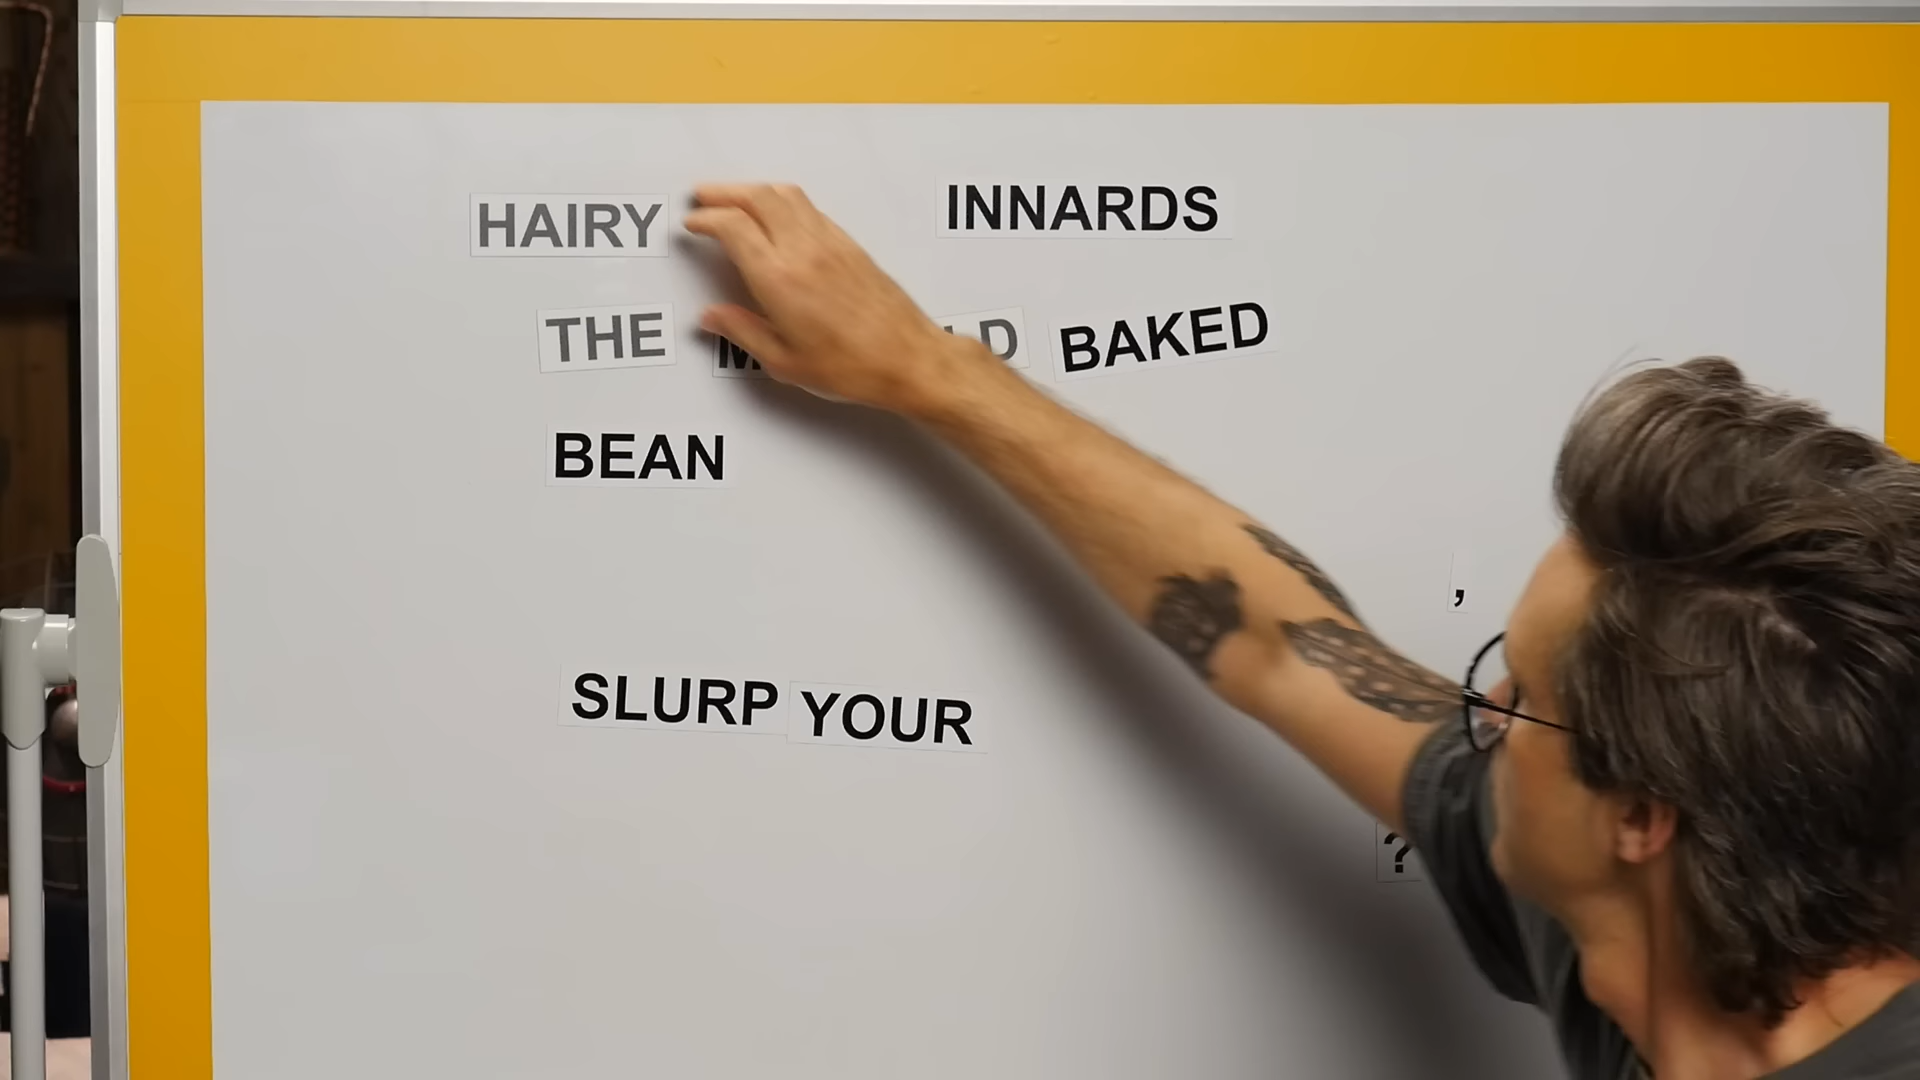 HAIRY INNARDS
THE BAKED
BEAN
,
SLURP YOUR
?